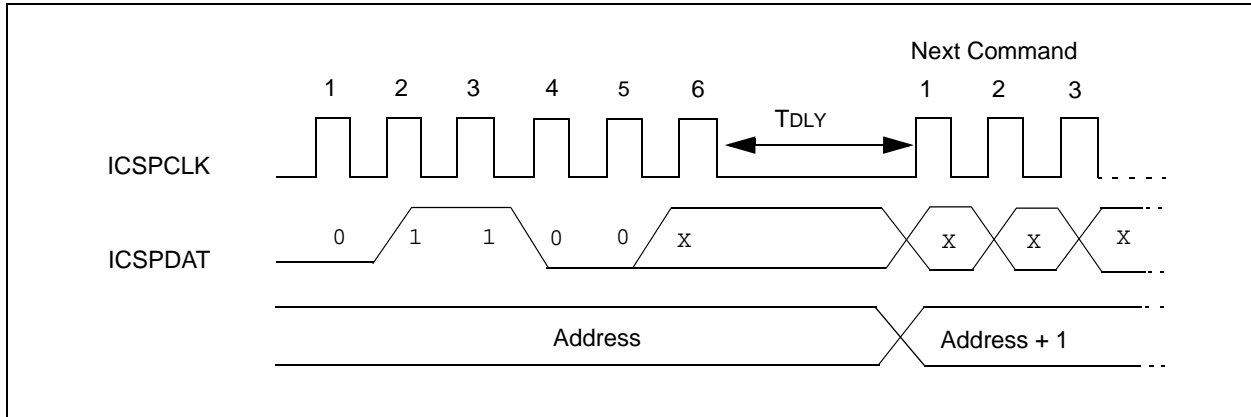 Next Command
1 2 3 4 5 6 1 2 3
TDLY
ICSPCLK
0 1 1 0 0 x x x x
ICSPDAT
Address Address + 1